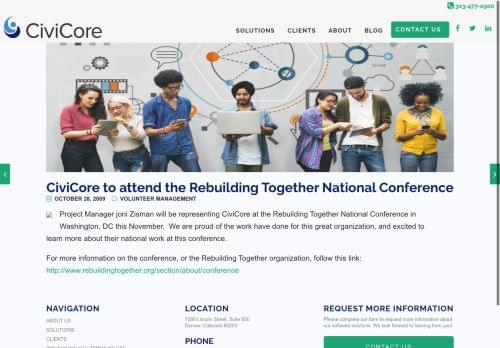 303-477-0900
CiviCore
SOLUTIONS CLIENTS ABOUT BLOG CONTACT US
CiviCore to attend the Rebuilding Together National Conference
OCTOBER 28, 2009 VOLUNTEER MANAGEMENT
Project Manager joni Zisman will be representing CiviCore at the Rebuilding Together National Conference in
Washington, DC this November. We are proud of the work have done for this great organization, and excited to
learn more about their national work at this conference.
For more information on the conference, or the Rebuilding Together organization, follow this link:
http://www.rebuildingtogether.org/section/about/conference
NAVIGATION
ABOUT US
SOLUTIONS
CLIENTS
LOCATION
1580 Lincoln Street, Suite 600
Denver, Colorado 80203
PHONE
REQUEST MORE INFORMATION
Please complete our form to request more information about
our software solutions. We look forward to hearing from you!
CONTACT US